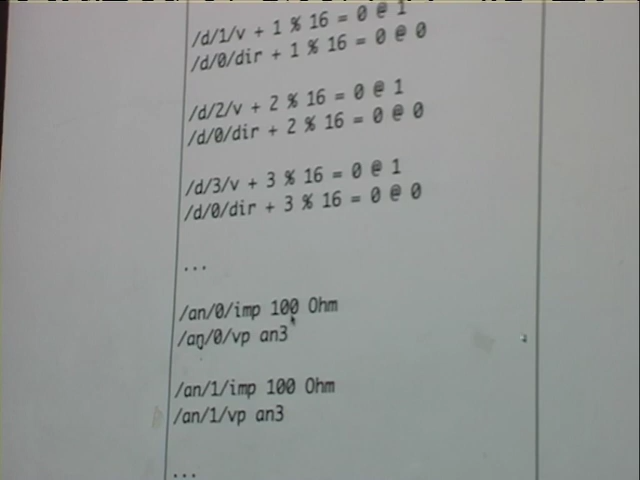 /d/1/v + 1 % 16 = 0 @ 1
/d/0/dir + 1 % 16 = 0 @ 0
/d/2/v + 2 % 16 = 0 @ 1
/d/0/dir + 2 % 16 = 0 @ 0
/d/3/v + 3 % 16 = 0 @ 1
/d/0/dir + 3 % 16 = 0 @ 0
...
/an/0/imp 100 Ohm
/an/0/vp an3
/an/1/imp 100 Ohm
/an/1/vp an3
...